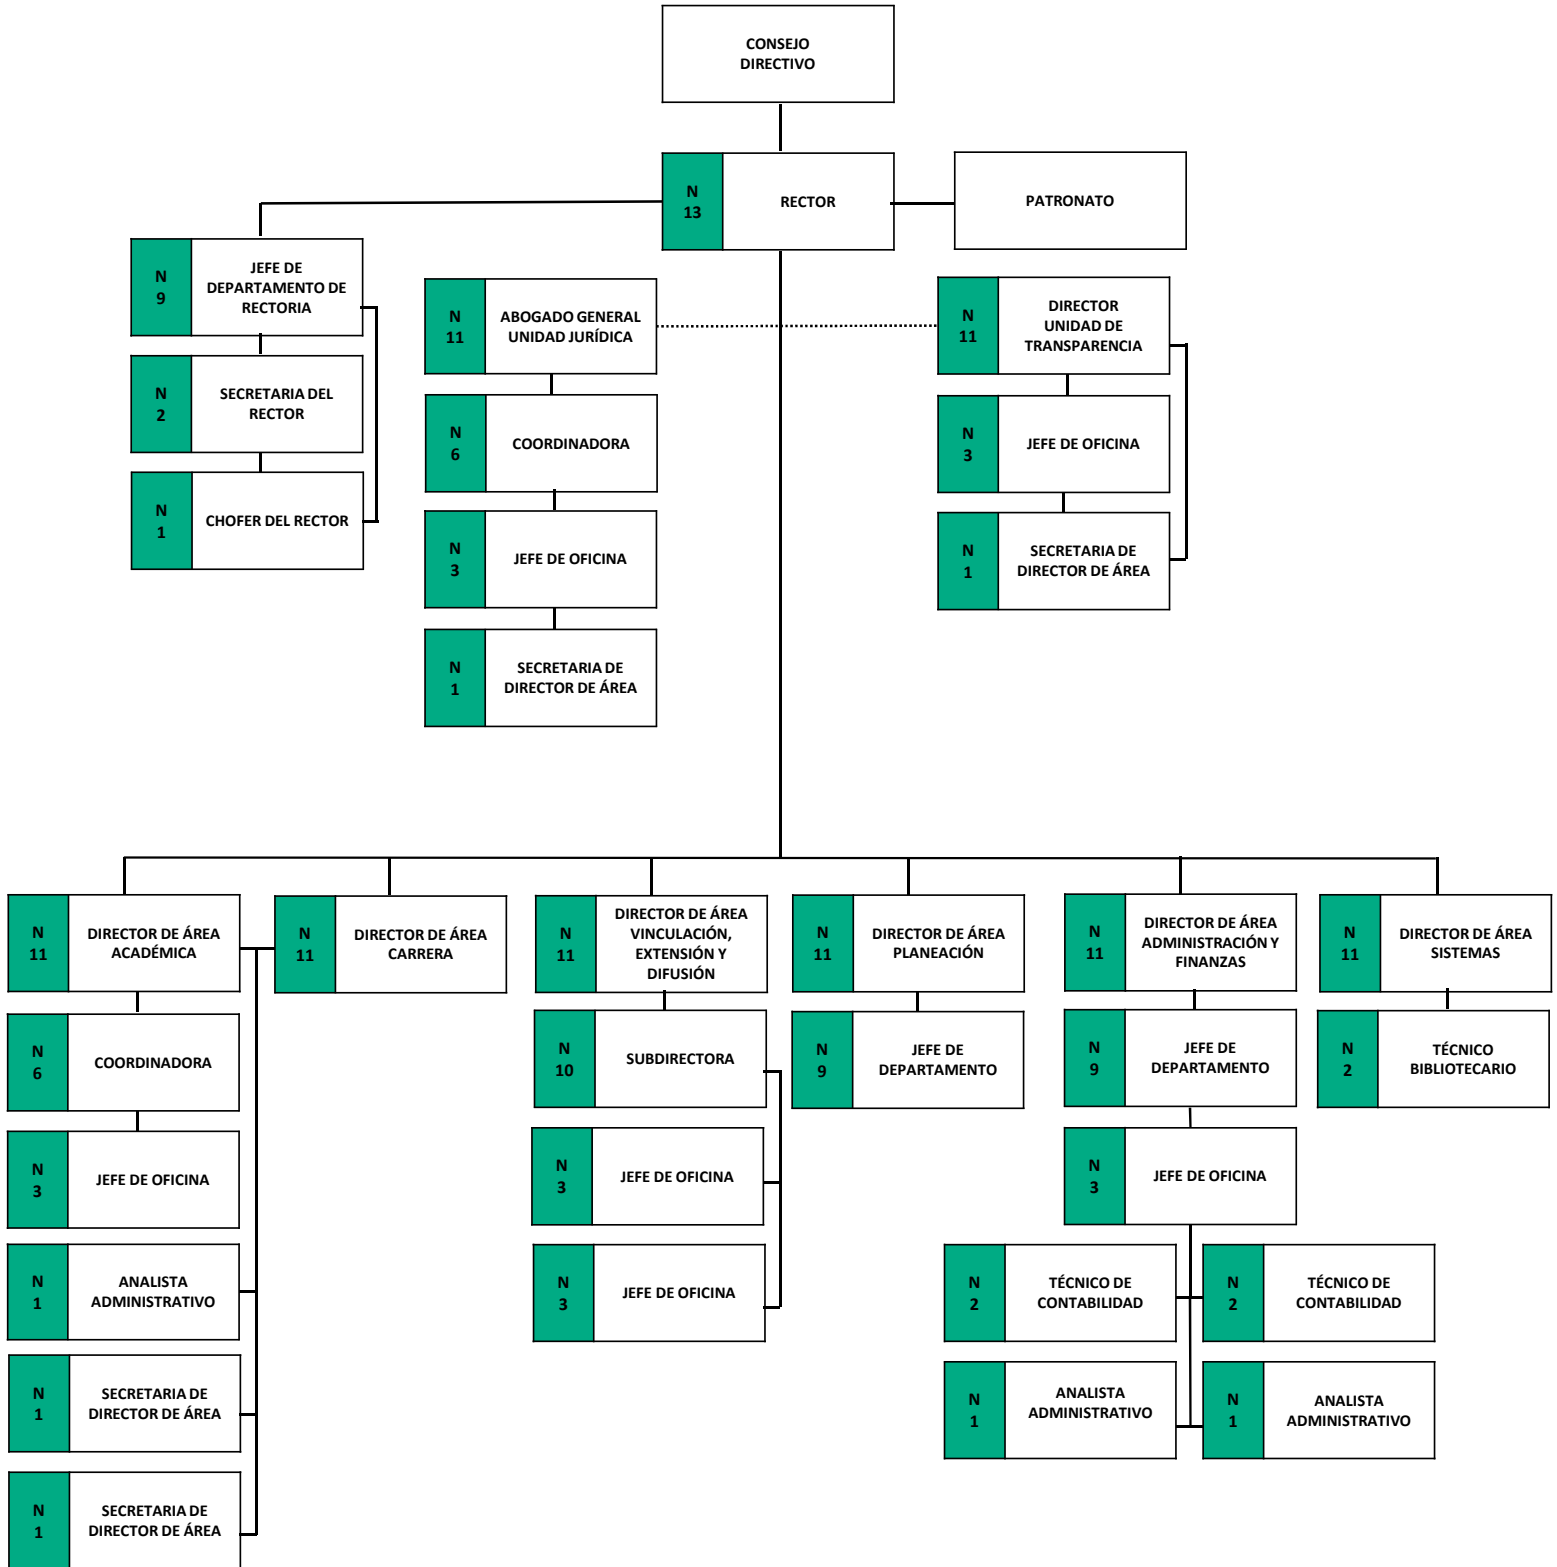 CONSEJO
DIRECTIVO
N
13
RECTOR
PATRONATO
N
9
JEFE DE
DEPARTAMENTO DE
RECTORIA
N
2
SECRETARIA DEL
RECTOR
N
1
CHOFER DEL RECTOR
N
11
ABOGADO GENERAL
UNIDAD JURÍDICA
N
6
COORDINADORA
N
3
JEFE DE OFICINA
N
1
SECRETARIA DE
DIRECTOR DE ÁREA
N
11
DIRECTOR
UNIDAD DE
TRANSPARENCIA
N
3
JEFE DE OFICINA
N
1
SECRETARIA DE
DIRECTOR DE ÁREA
N
11
DIRECTOR DE ÁREA
ACADÉMICA
N
6
COORDINADORA
N
3
JEFE DE OFICINA
N
1
ANALISTA
ADMINISTRATIVO
N
1
SECRETARIA DE
DIRECTOR DE ÁREA
N
1
SECRETARIA DE
DIRECTOR DE ÁREA
N
11
DIRECTOR DE ÁREA
CARRERA
N
11
DIRECTOR DE ÁREA
VINCULACIÓN,
EXTENSIÓN Y
DIFUSIÓN
N
10
SUBDIRECTORA
N
3
JEFE DE OFICINA
N
3
JEFE DE OFICINA
N
11
DIRECTOR DE ÁREA
PLANEACIÓN
N
9
JEFE DE
DEPARTAMENTO
N
11
DIRECTOR DE ÁREA
ADMINISTRACIÓN Y
FINANZAS
N
9
JEFE DE
DEPARTAMENTO
N
3
JEFE DE OFICINA
N
2
TÉCNICO DE
CONTABILIDAD
N
2
TÉCNICO DE
CONTABILIDAD
N
1
ANALISTA
ADMINISTRATIVO
N
1
ANALISTA
ADMINISTRATIVO
N
11
DIRECTOR DE ÁREA
SISTEMAS
N
2
TÉCNICO
BIBLIOTECARIO